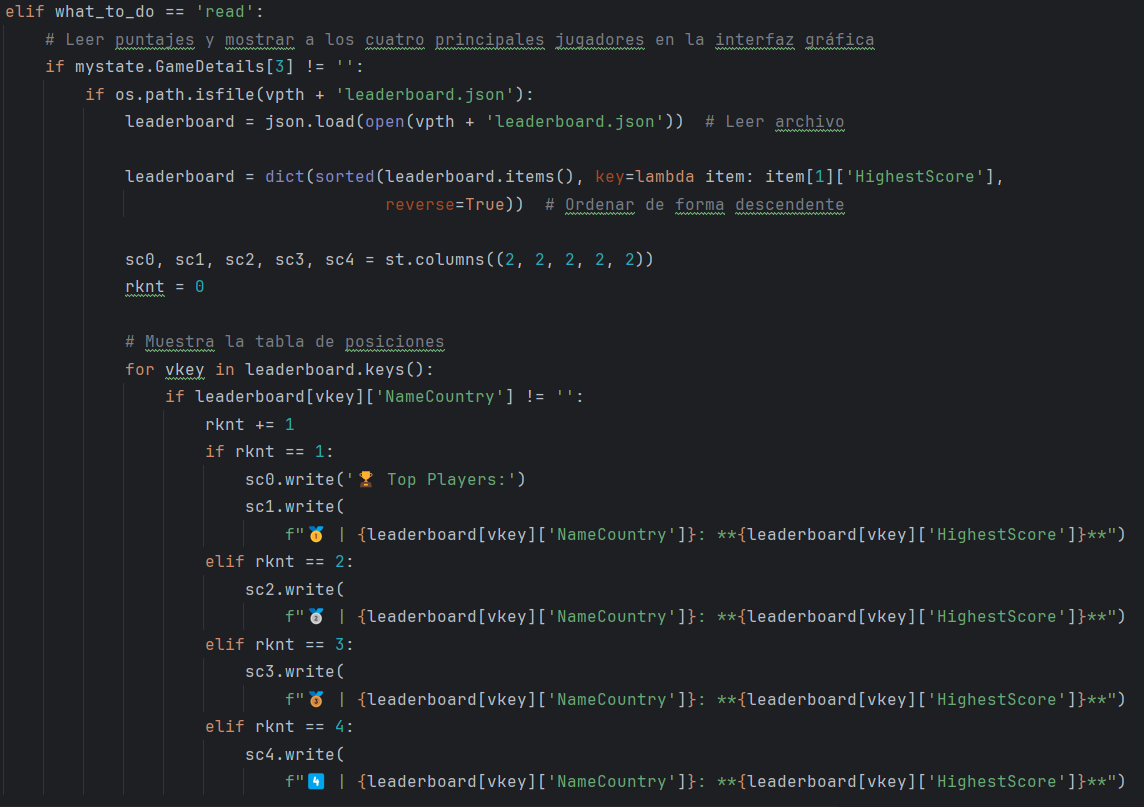 elif what_to_do == 'read':
    # Leer puntajes y mostrar a los cuatro principales jugadores en la interfaz gráfica
    if mystate.GameDetails[3] != '':
        if os.path.isfile(vpth + 'leaderboard.json'):
            leaderboard = json.load(open(vpth + 'leaderboard.json'))  # Leer archivo
            leaderboard = dict(sorted(leaderboard.items(), key=lambda item: item[1]['HighestScore'],
                                      reverse=True))  # Ordenar de forma descendente
            sc0, sc1, sc2, sc3, sc4 = st.columns((2, 2, 2, 2, 2))
            rknt = 0
            # Muestra la tabla de posiciones
            for vkey in leaderboard.keys():
                if leaderboard[vkey]['NameCountry'] != '':
                    rknt += 1
                    if rknt == 1:
                        sc0.write('🏆 Top Players:')
                        sc1.write(
                            f"🥇 | {leaderboard[vkey]['NameCountry']}: **{leaderboard[vkey]['HighestScore']}**")
                    elif rknt == 2:
                        sc2.write(
                            f"🥈 | {leaderboard[vkey]['NameCountry']}: **{leaderboard[vkey]['HighestScore']}**")
                    elif rknt == 3:
                        sc3.write(
                            f"🥉 | {leaderboard[vkey]['NameCountry']}: **{leaderboard[vkey]['HighestScore']}**")
                    elif rknt == 4:
                        sc4.write(
                            f"4️⃣ | {leaderboard[vkey]['NameCountry']}: **{leaderboard[vkey]['HighestScore']}**")